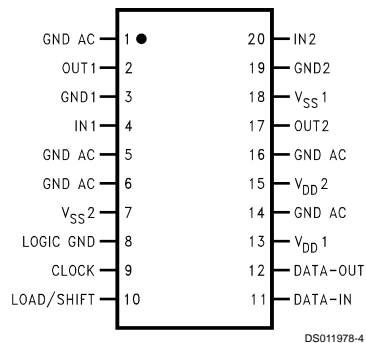 GND AC 1 20 IN2
OUT1 2 19 GND2
GND1 3 18 VSS1
IN1 4 17 OUT2
GND AC 5 16 GND AC
GND AC 6 15 VDD2
VSS2 7 14 GND AC
LOGIC GND 8 13 VDD1
CLOCK 9 12 DATA-OUT
LOAD/SHIFT 10 11 DATA-IN
DS011978-4